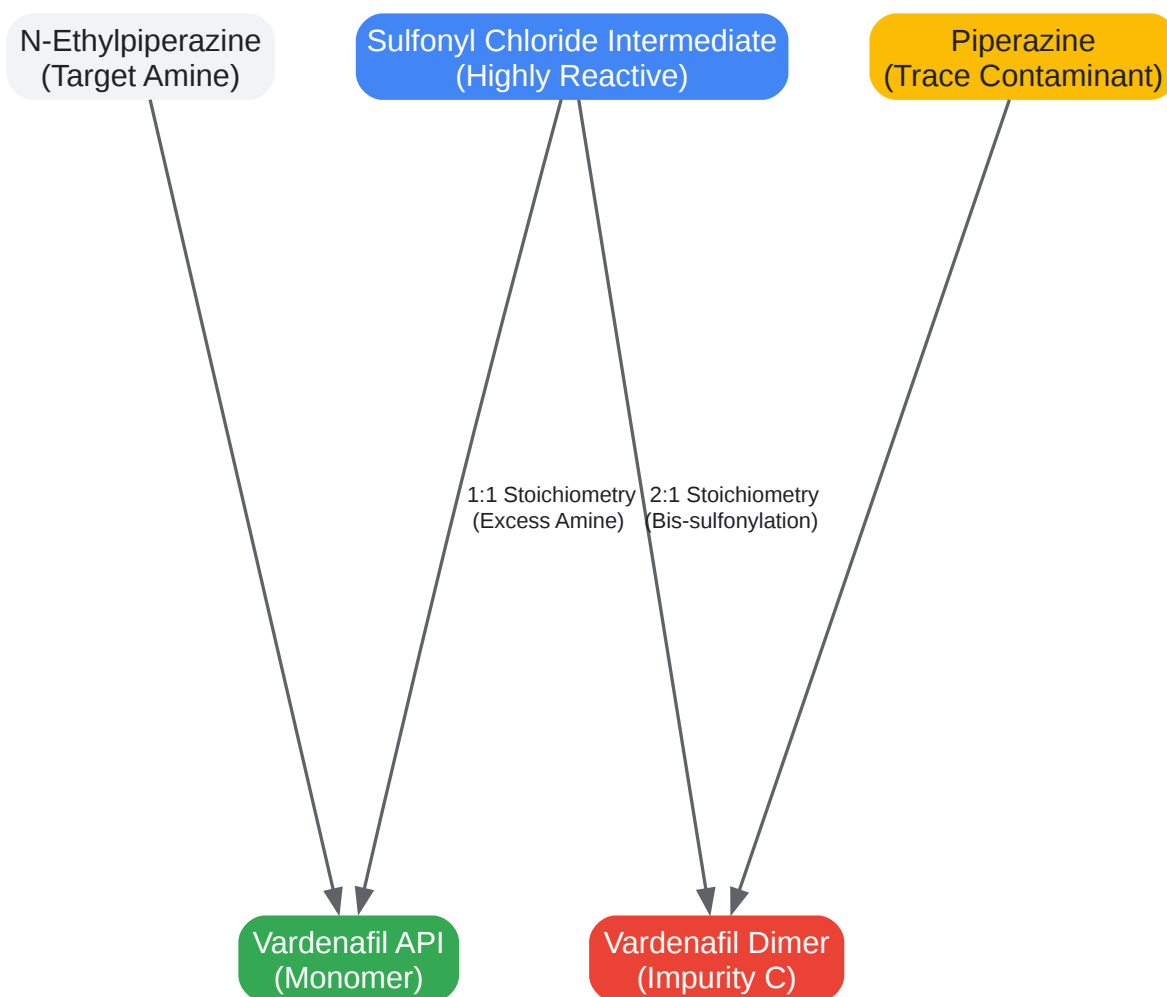 N-Ethylpiperazine
(Target Amine)
Sulfonyl Chloride Intermediate
(Highly Reactive)
Piperazine
(Trace Contaminant)
1:1 Stoichiometry
(Excess Amine)
2:1 Stoichiometry
(Bis-sulfonylation)
Vardenafil API
(Monomer)
Vardenafil Dimer
(Impurity C)